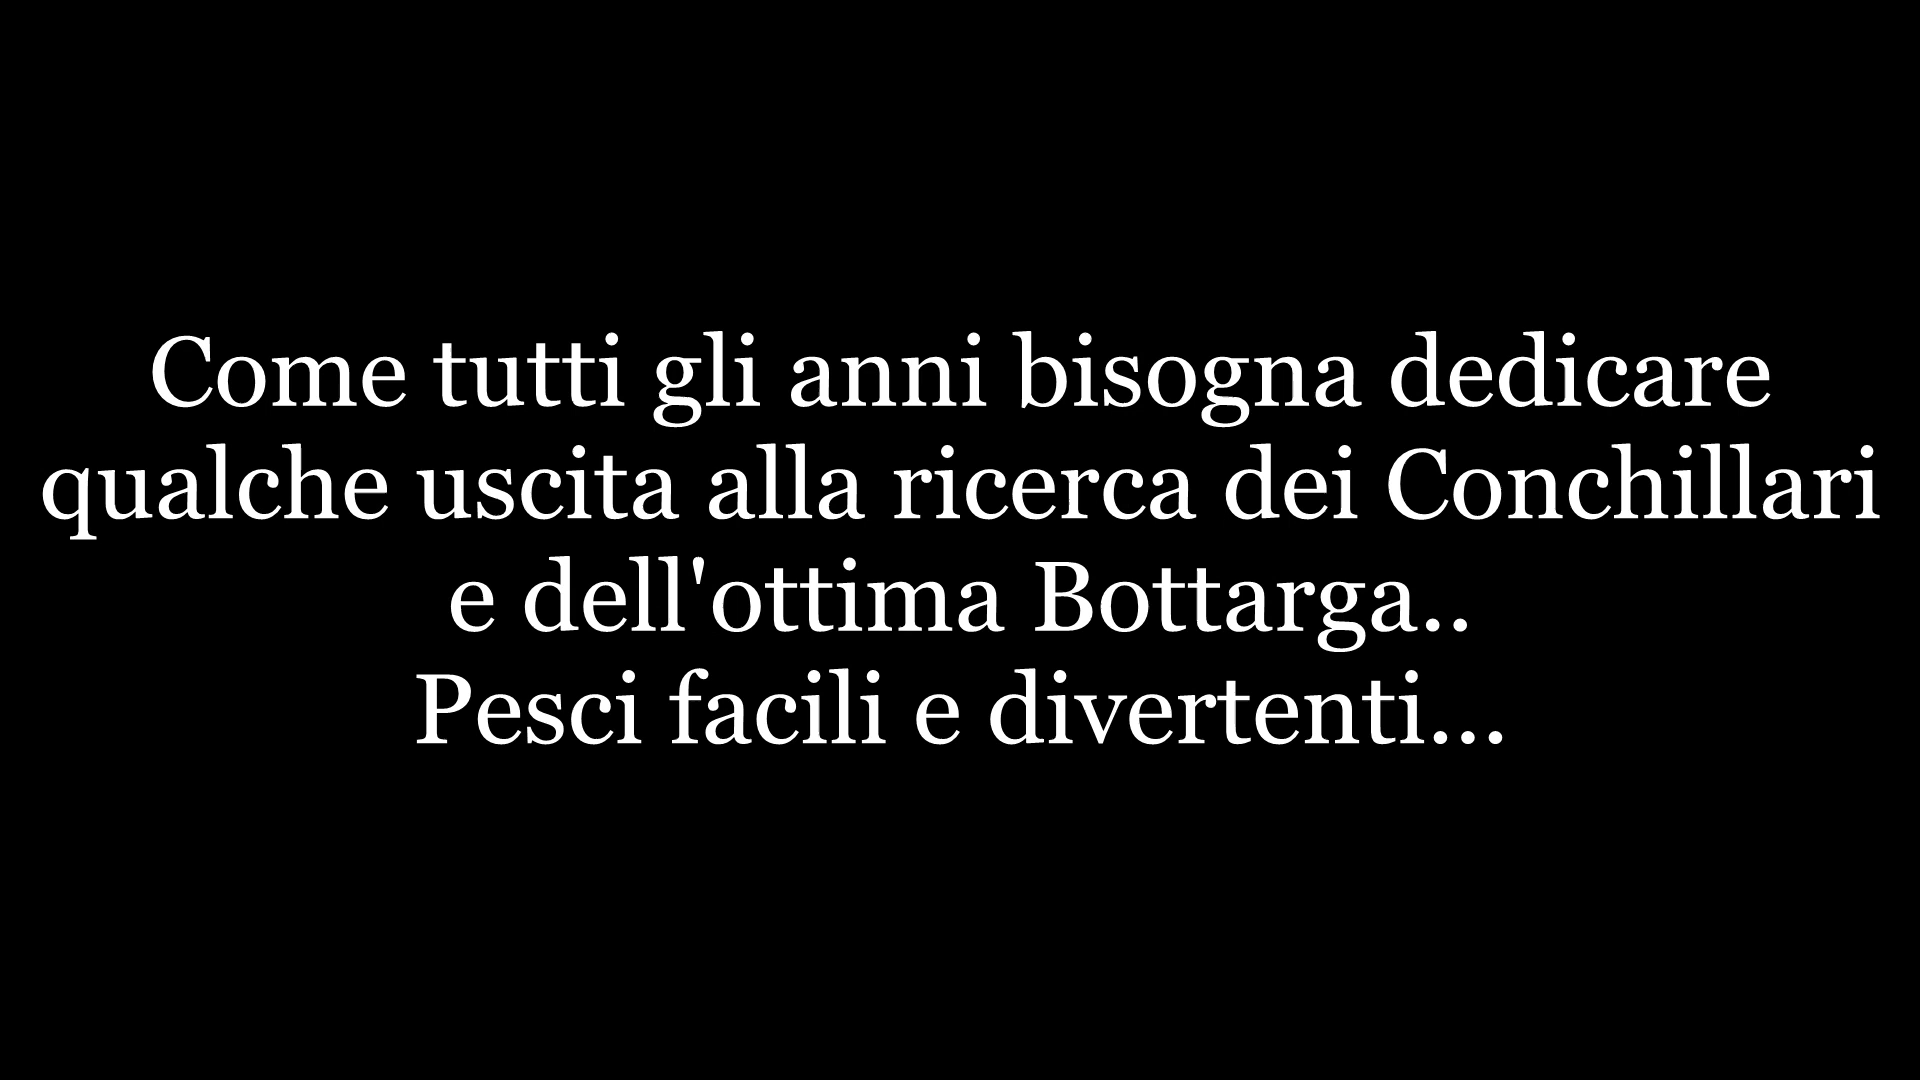 Come tutti gli anni bisogna dedicare
qualche uscita alla ricerca dei Conchillari
e dell'ottima Bottarga..
Pesci facili e divertenti...